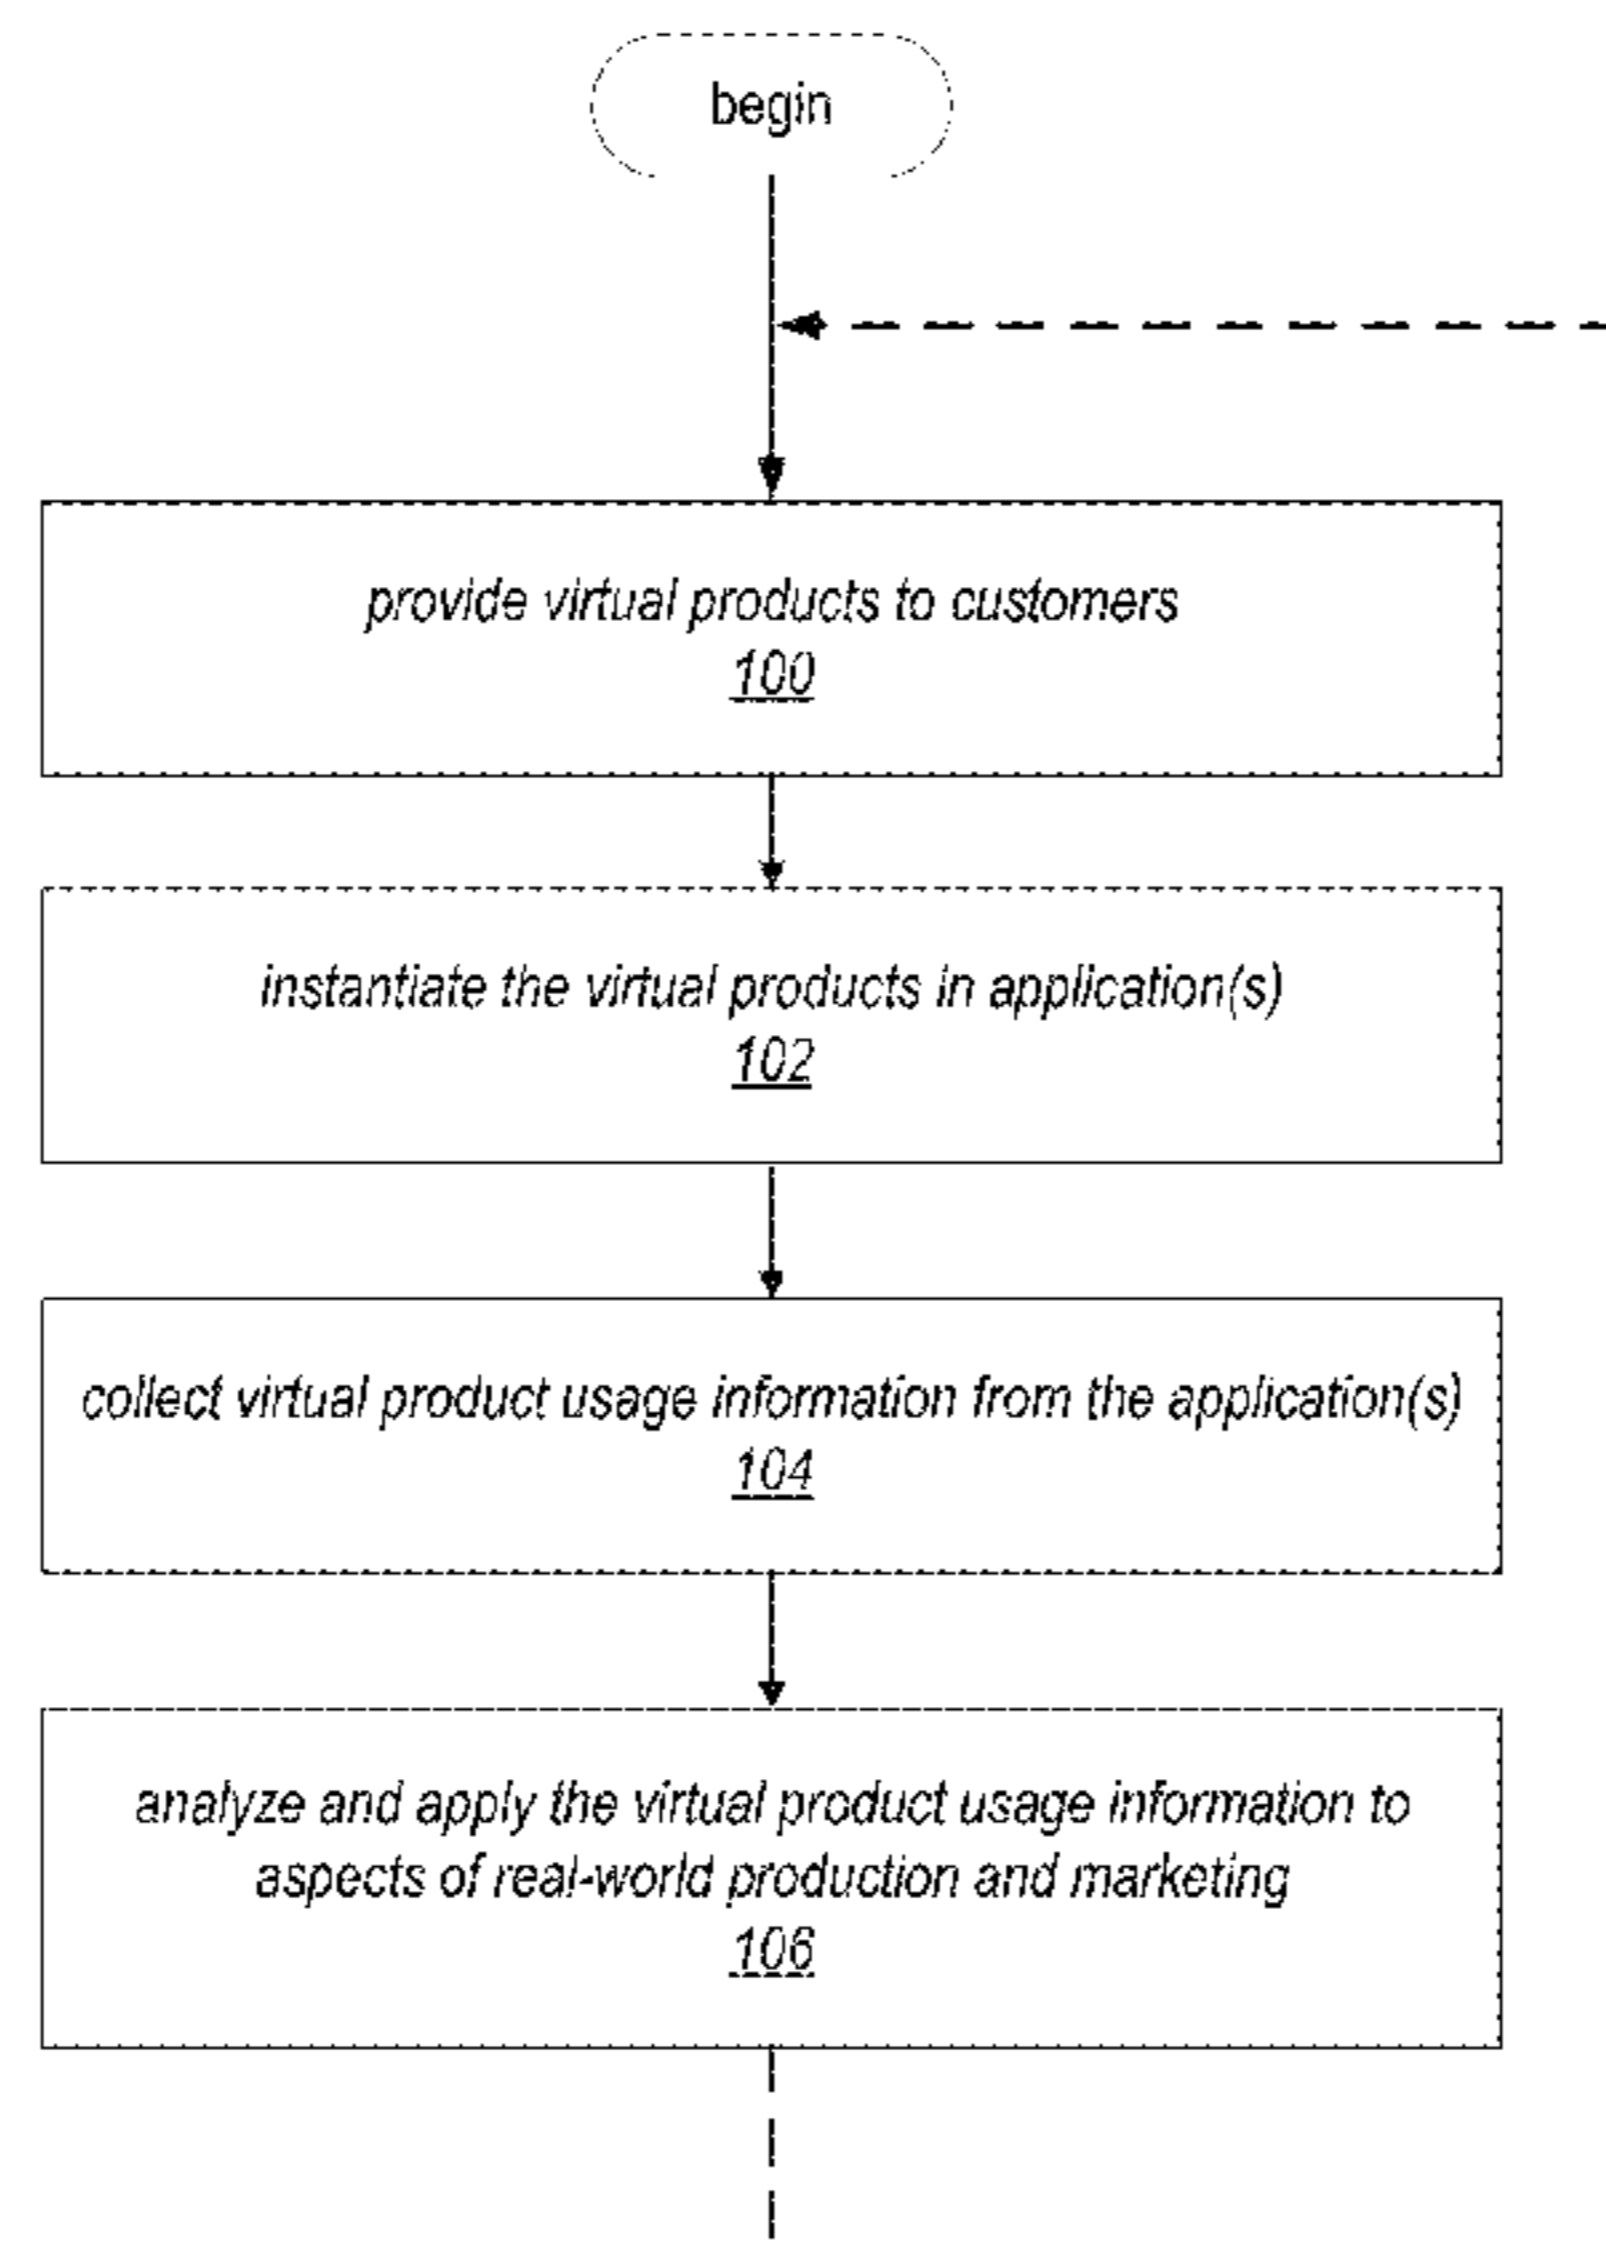 begin
provide virtual products to customers
100
instantiate the virtual products in application(s)
102
collect virtual product usage information from the application(s)
104
analyze and apply the virtual product usage information to
aspects of real-world production and marketing
106